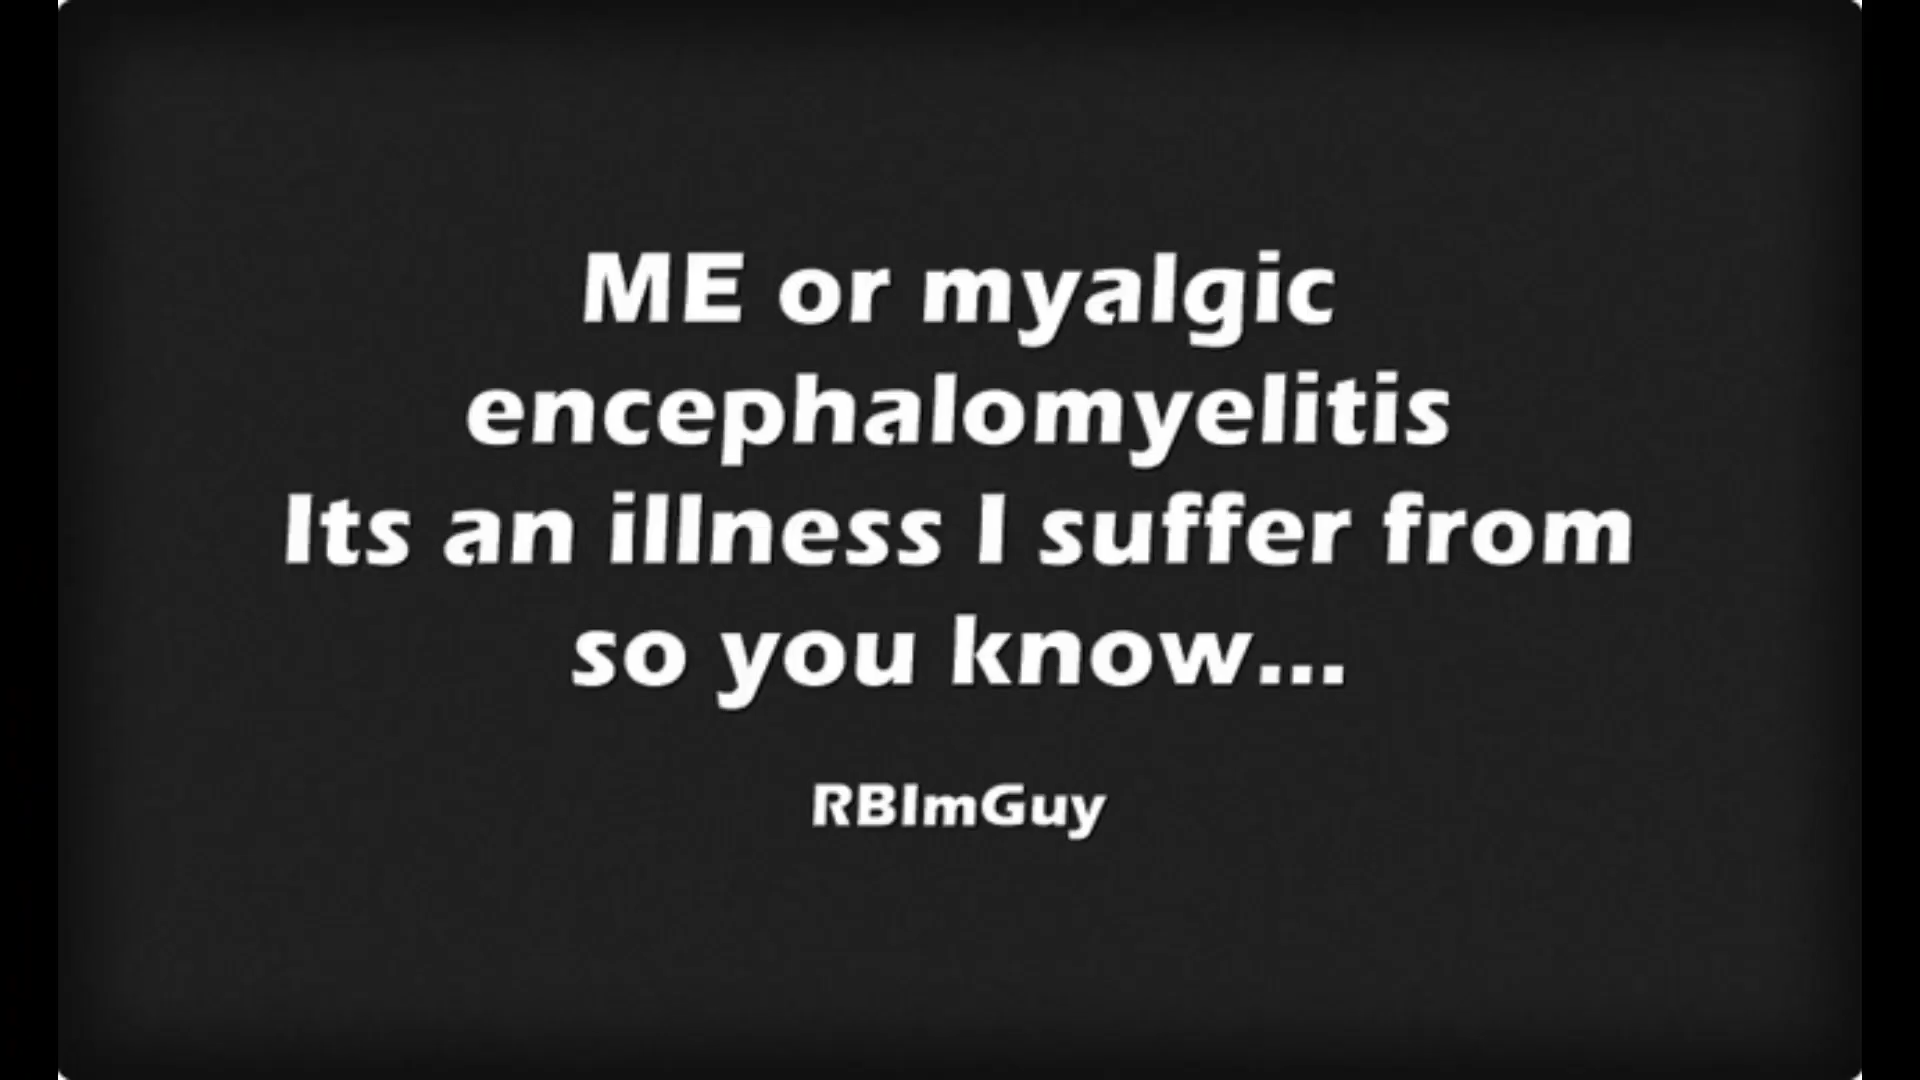 ME or myalgic
encephalomyelitis
Its an illness I suffer from
so you know...
RBImGuy